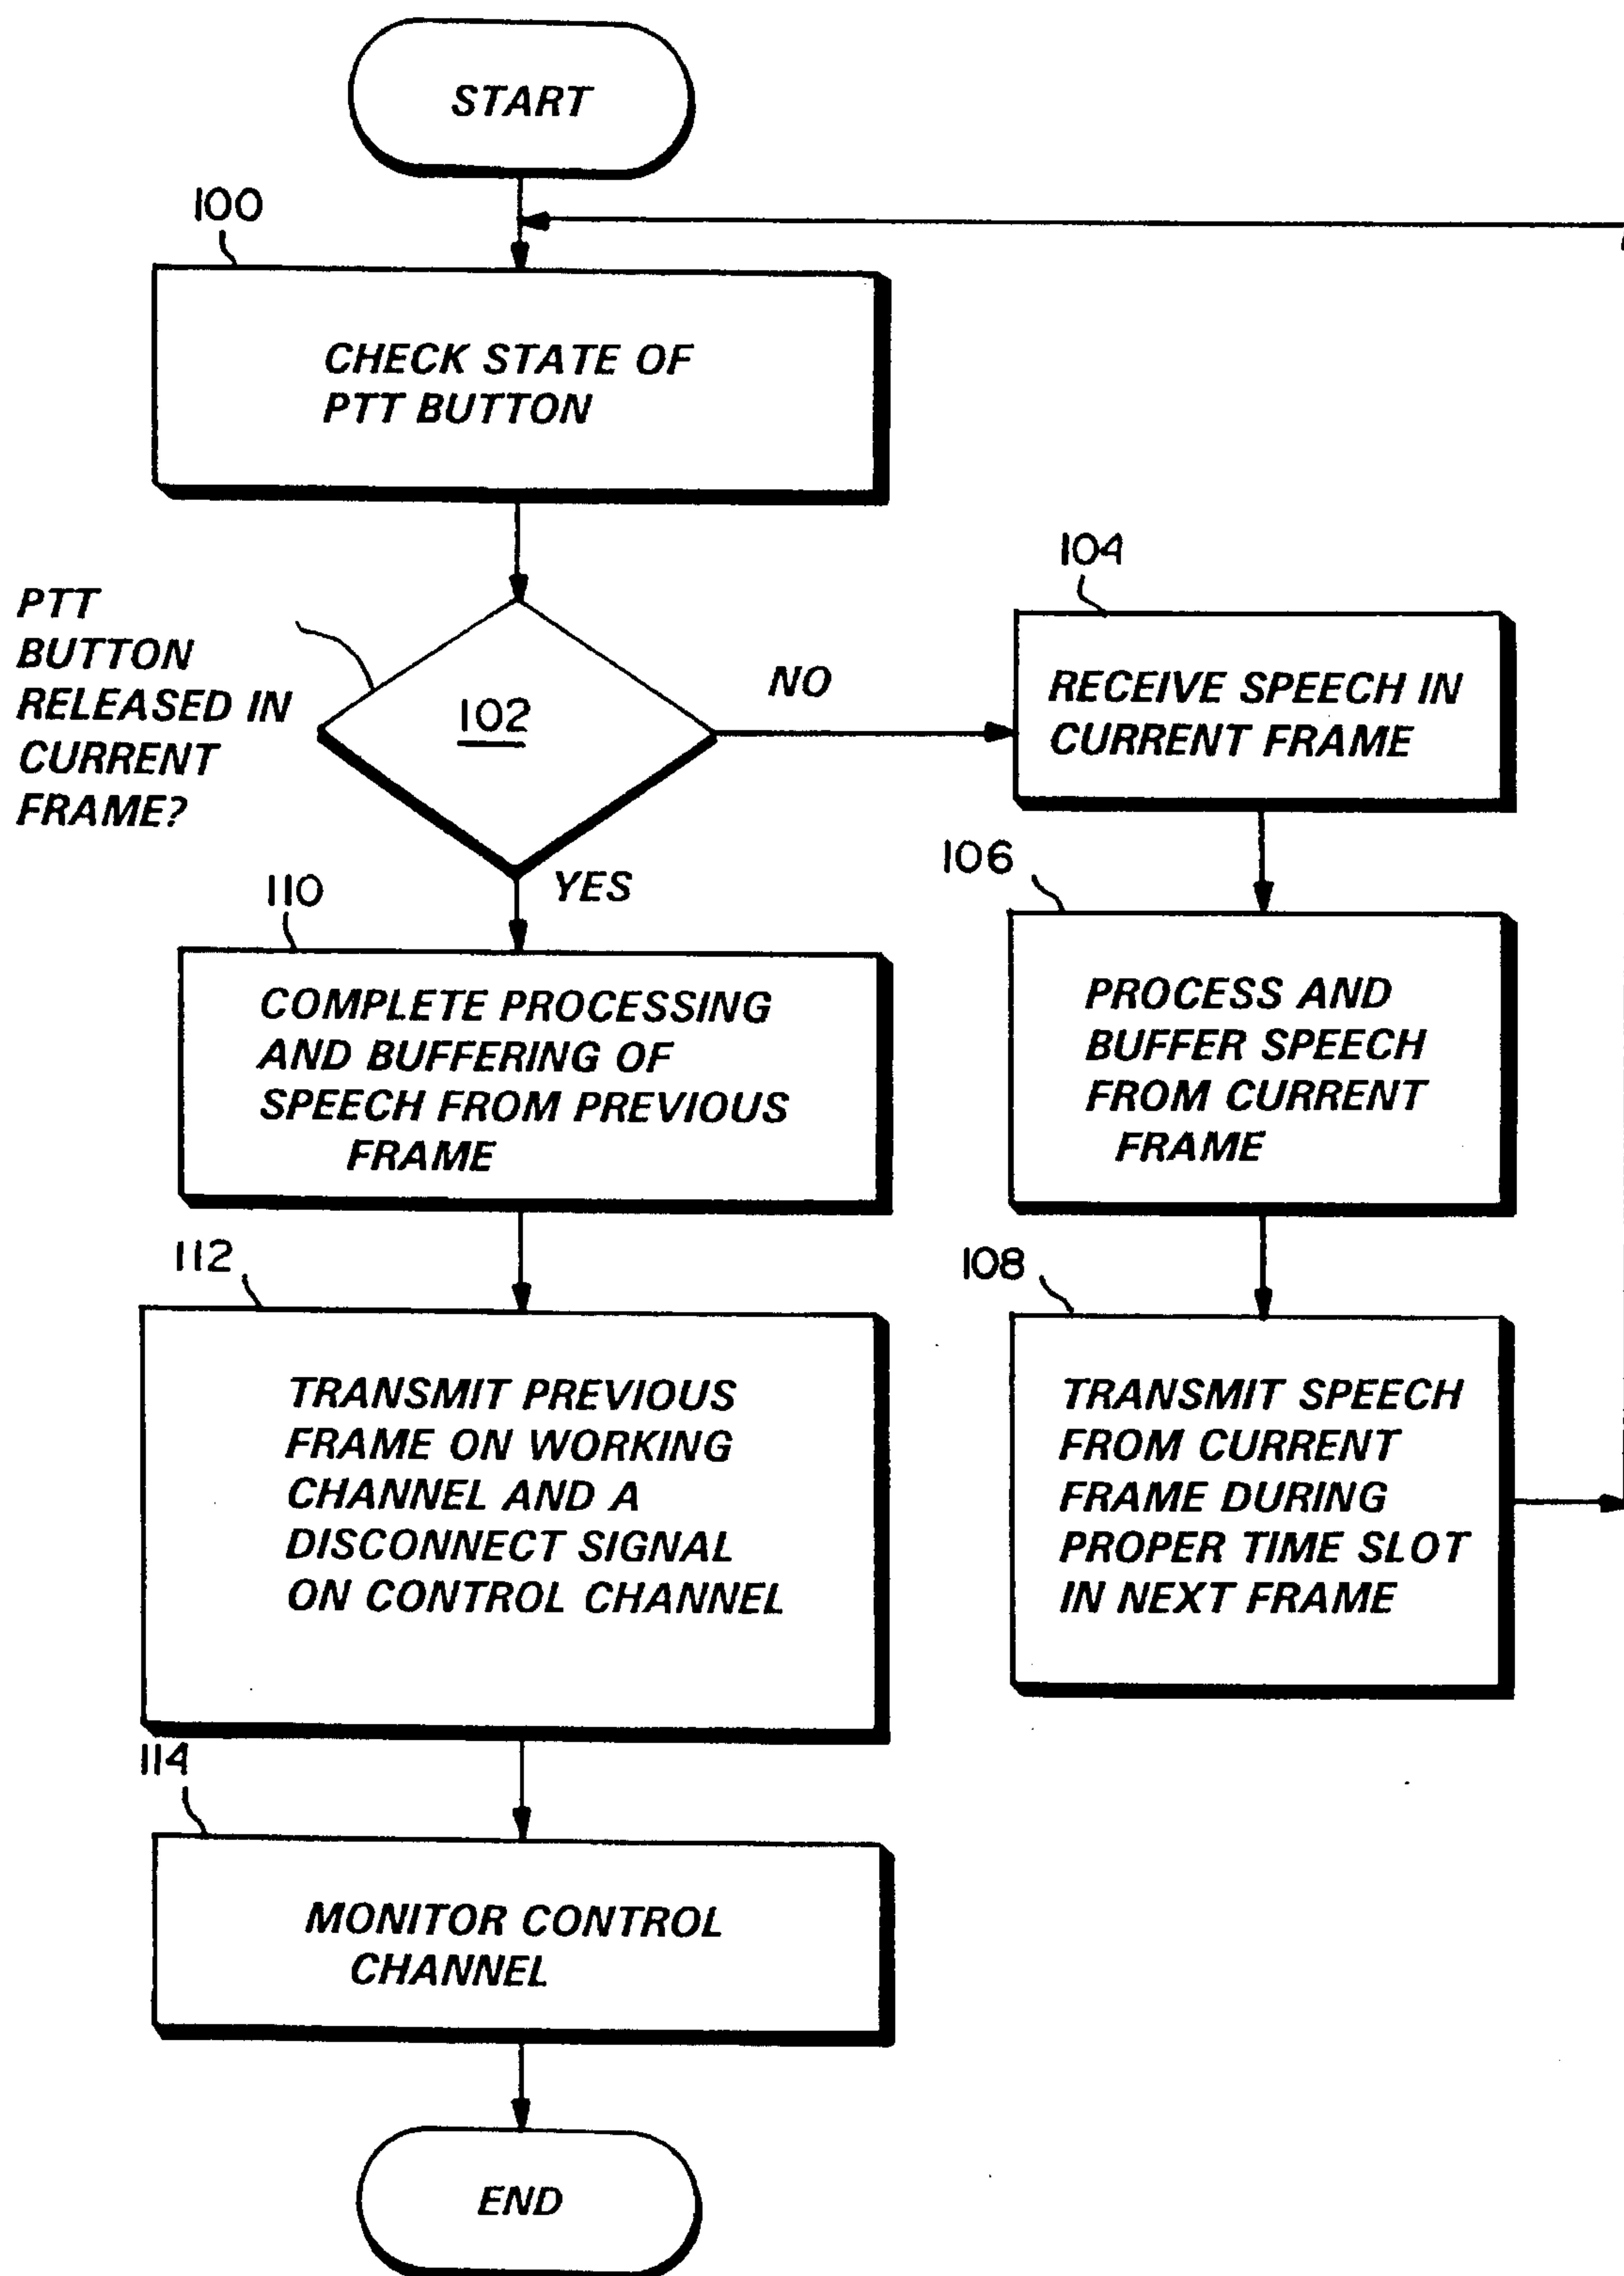 START
100
CHECK STATE OF
PTT BUTTON
PTT
BUTTON
RELEASED IN
CURRENT
FRAME?
102
NO
YES
104
RECEIVE SPEECH IN
CURRENT FRAME
106
PROCESS AND
BUFFER SPEECH
FROM CURRENT
FRAME
108
TRANSMIT SPEECH
FROM CURRENT
FRAME DURING
PROPER TIME SLOT
IN NEXT FRAME
110
COMPLETE PROCESSING
AND BUFFERING OF
SPEECH FROM PREVIOUS
FRAME
112
TRANSMIT PREVIOUS
FRAME ON WORKING
CHANNEL AND A
DISCONNECT SIGNAL
ON CONTROL CHANNEL
114
MONITOR CONTROL
CHANNEL
END